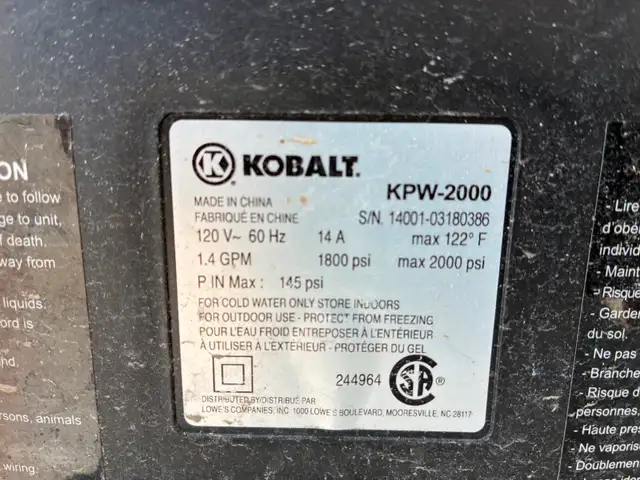 ON
e to follow
ge to unit,
death.
way from
liquids.
ord is
nd.
ersons, animals
wiring.
K KOBALT.
KPW-2000
MADE IN CHINA
FABRIQUÉ EN CHINE
S/N. 14001-03180386
120 V~ 60 Hz 14 A max 122° F
1.4 GPM 1800 psi max 2000 psi
P IN Max : 145 psi
FOR COLD WATER ONLY STORE INDOORS
FOR OUTDOOR USE - PROTECT FROM FREEZING
POUR L'EAU FROID ENTREPOSER À L'ENTÉRIEUR
À UTILISER À L'EXTERIEUR - PROTÉGER DU GEL
244964
DISTRIBUTED BY/DISTRIBUÉ PAR
LOWE'S COMPANIES, INC. 1000 LOWE'S BOULEVARD, MOORESVILLE, NC 28117
- Lire
d'obé
individ
- Maint
- Risque
- Garder
du sol.
- Ne pas
- Branche
- Risque d
personnes,
- Haute pres
- Ne vaporise
- Doublemen